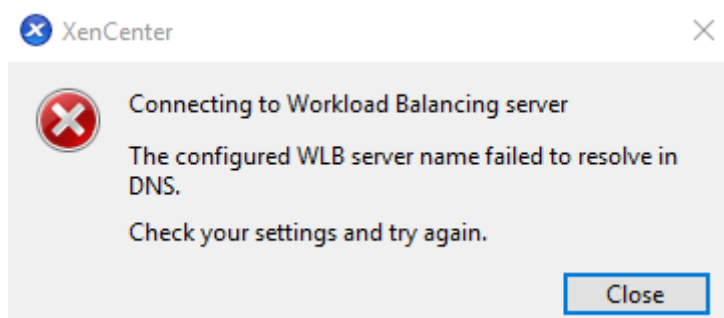 XenCenter
Connecting to Workload Balancing server
The configured WLB server name failed to resolve in
DNS.
Check your settings and try again.
Close